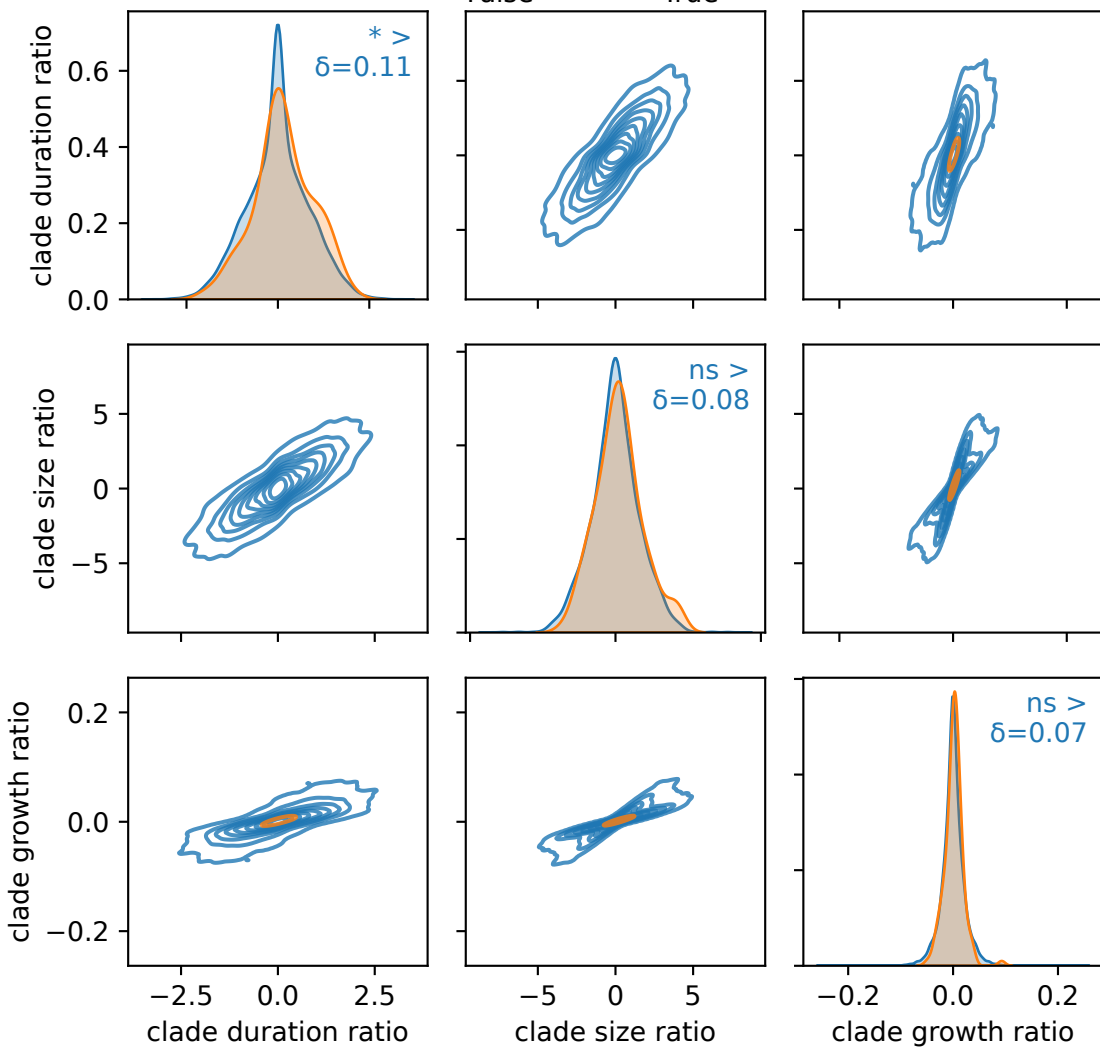 clade duration ratio
0.6
0.4
0.2
0.0
* >
δ=0.11
clade size ratio
5
0
−5
ns >
δ=0.08
clade growth ratio
0.2
0.0
−0.2
ns >
δ=0.07
−2.5 0.0 2.5
−5 0 5
−0.2 0.0 0.2
clade duration ratio
clade size ratio
clade growth ratio